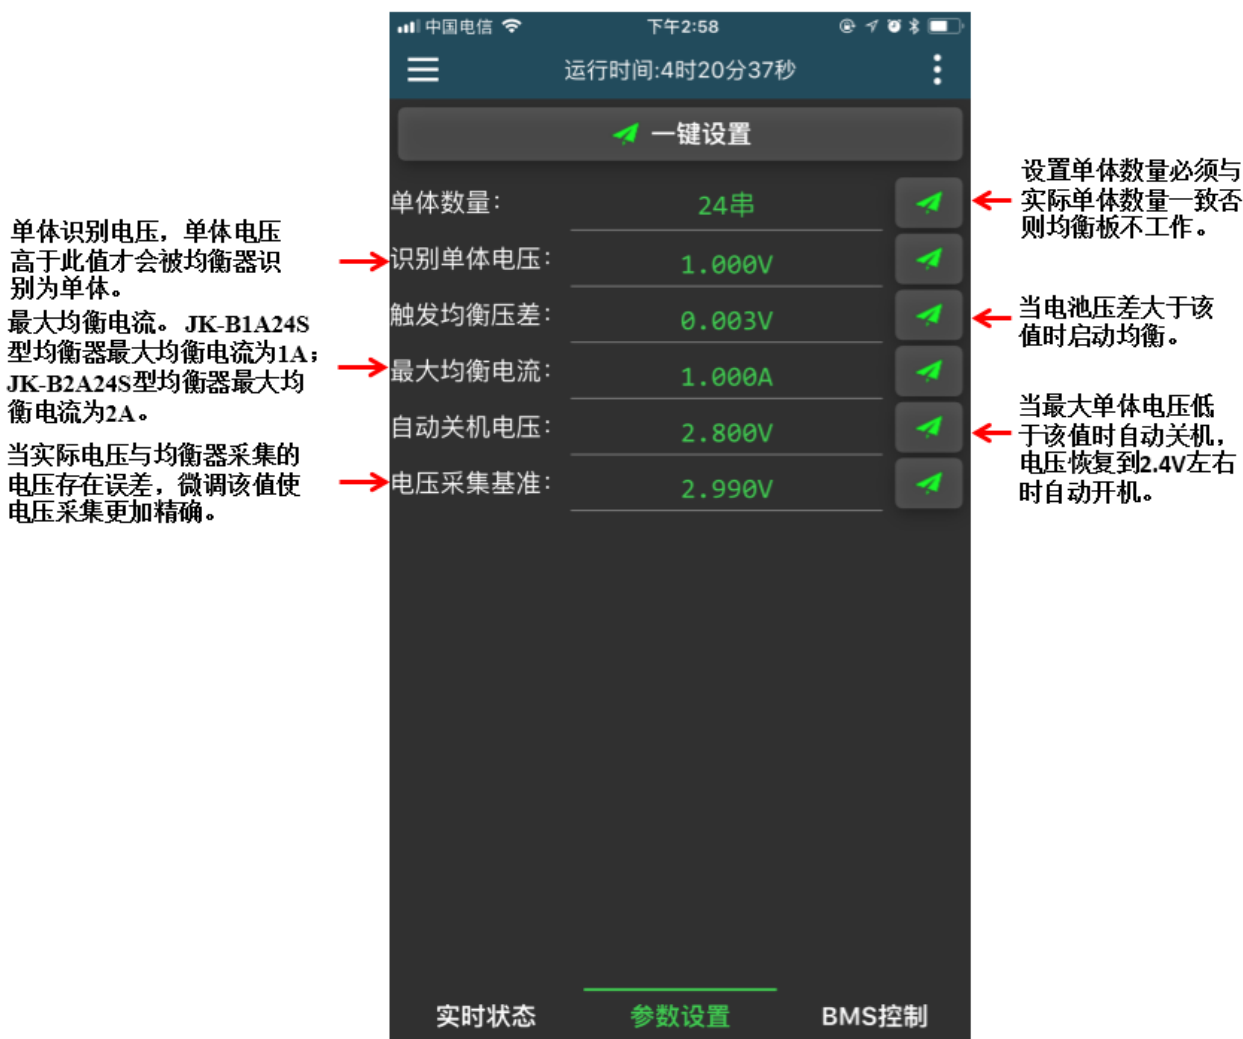 中国电信
下午2:58
运行时间:4时20分37秒
一键设置
单体数量:
24串
识别单体电压:
1.000V
触发均衡压差:
0.003V
最大均衡电流:
1.000A
自动关机电压:
2.800V
电压采集基准:
2.990V
实时状态
参数设置
BMS控制
单体识别电压，单体电压
高于此值才会被均衡器识
别为单体。
最大均衡电流。 JK-B1A24S
型均衡器最大均衡电流为1A；
JK-B2A24S型均衡器最大均
衡电流为2A。
当实际电压与均衡器采集的
电压存在误差，微调该值使
电压采集更加精确。
设置单体数量必须与
实际单体数量一致否
则均衡板不工作。
当电池压差大于该
值时启动均衡。
当最大单体电压低
于该值时自动关机，
电压恢复到2.4V左右
时自动开机。